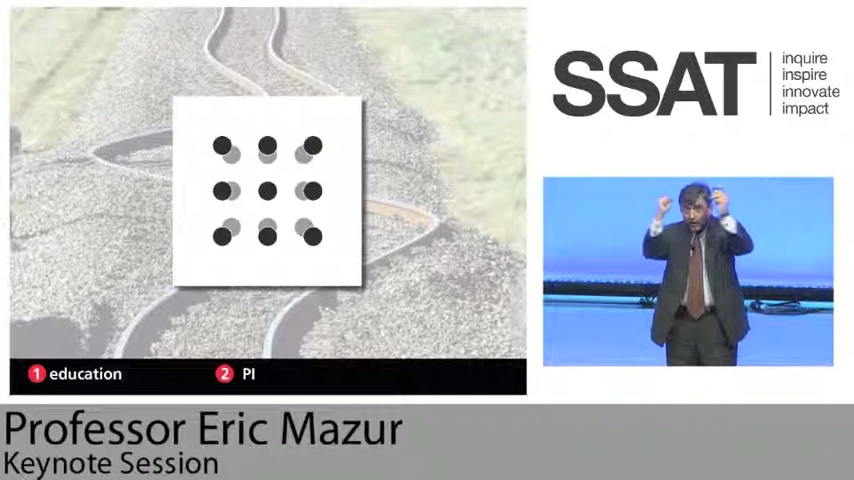 SSAT
inquire
inspire
innovate
impact
1 education
2 PI
Professor Eric Mazur
Keynote Session